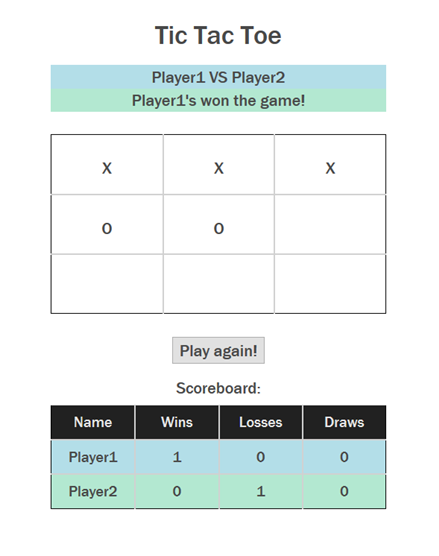 Tic Tac Toe
Player1 VS Player2
Player1's won the game!
X X X
O O
Play again!
Scoreboard:
Name Wins Losses Draws
Player1 1 0 0
Player2 0 1 0